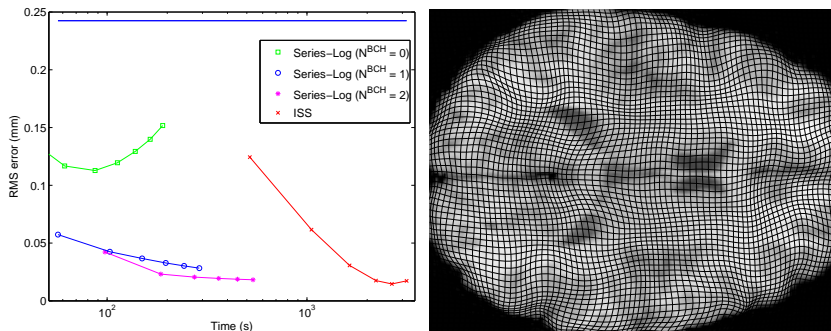 0.25
0.2
0.15
0.1
0.05
0
RMS error (mm)
Series−Log (N^BCH = 0)
Series−Log (N^BCH = 1)
Series−Log (N^BCH = 2)
ISS
10^2
10^3
Time (s)